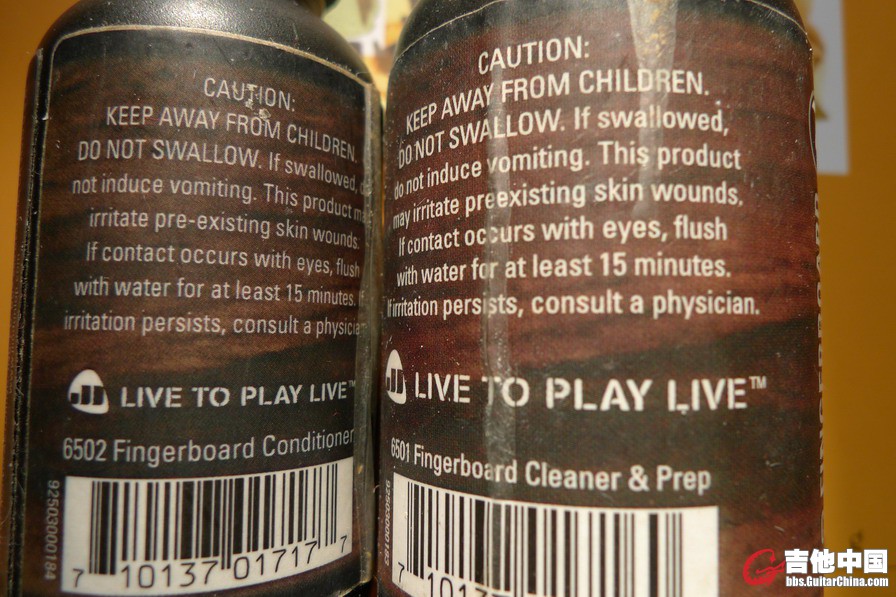 CAUTION:
KEEP AWAY FROM CHILDREN.
DO NOT SWALLOW. If swallowed,
not induce vomiting. This product
irritate pre-existing skin wounds.
If contact occurs with eyes, flush
with water for at least 15 minutes.
irritation persists, consult a physicia
LIVE TO PLAY LIVE™
6502 Fingerboard Conditioner
92503000184
7 10137 01717 7
CAUTION:
KEEP AWAY FROM CHILDREN.
DO NOT SWALLOW. If swallowed,
do not induce vomiting. This product
may irritate preexisting skin wounds.
If contact occurs with eyes, flush
with water for at least 15 minutes.
If irritation persists, consult a physician.
LIVE TO PLAY LIVE™
6501 Fingerboard Cleaner & Prep
92503000183
7 1013
吉他中国
bbs.GuitarChina.com